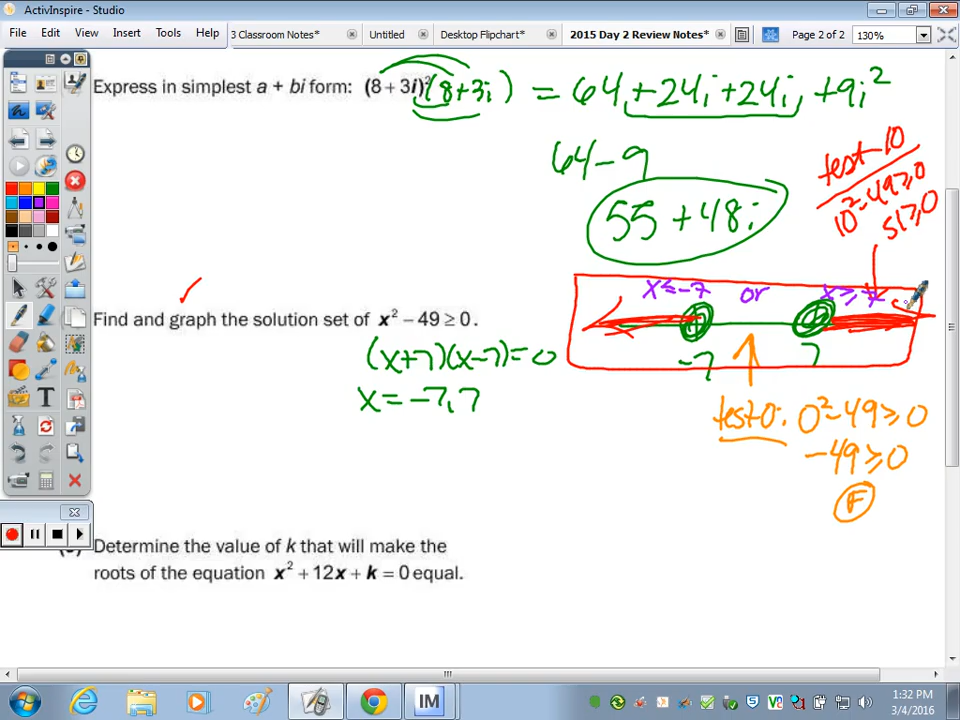 ActivInspire - Studio
File Edit View Insert Tools Help
3 Classroom Notes* Untitled Desktop Flipchart* 2015 Day 2 Review Notes* Page 2 of 2 130%
Express in simplest a + bi form: (8 + 3i)² (8+3i) = 64 + 24i + 24i + 9i²
64 - 9
55 + 48i
test 10
10² - 49 ≥ 0
51 ≥ 0
x ≤ -7 or x ≥ 7
-7 7
Find and graph the solution set of x² - 49 ≥ 0.
(x+7)(x-7) = 0
x = -7, 7
test 0: 0² - 49 ≥ 0
-49 ≥ 0
F
Determine the value of k that will make the
roots of the equation x² + 12x + k = 0 equal.
IM
1:32 PM
3/4/2016